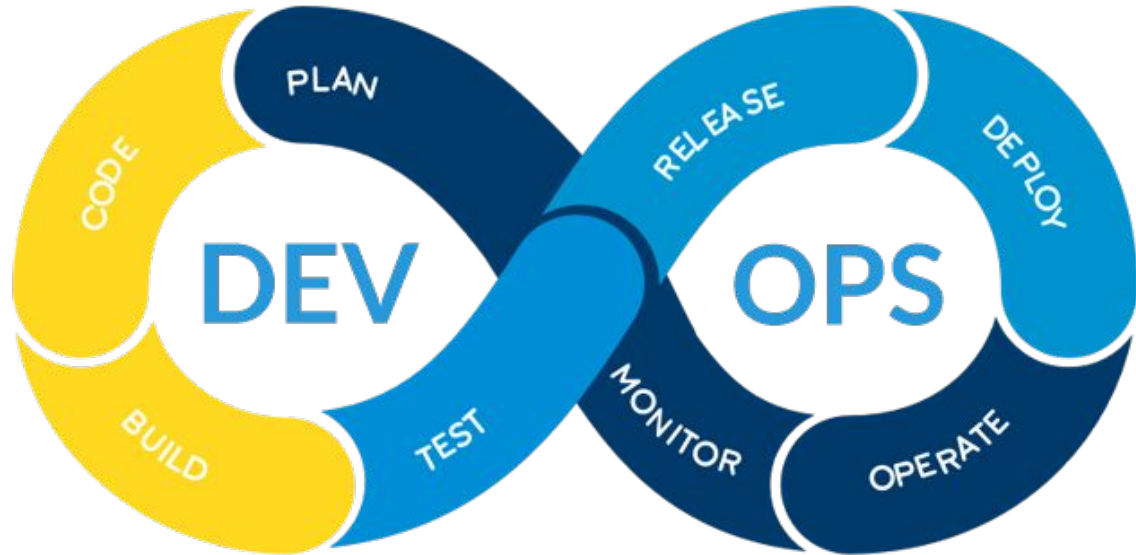 PLAN
CODE
BUILD
TEST
RELEASE
DEPLOY
OPERATE
MONITOR
DEV
OPS